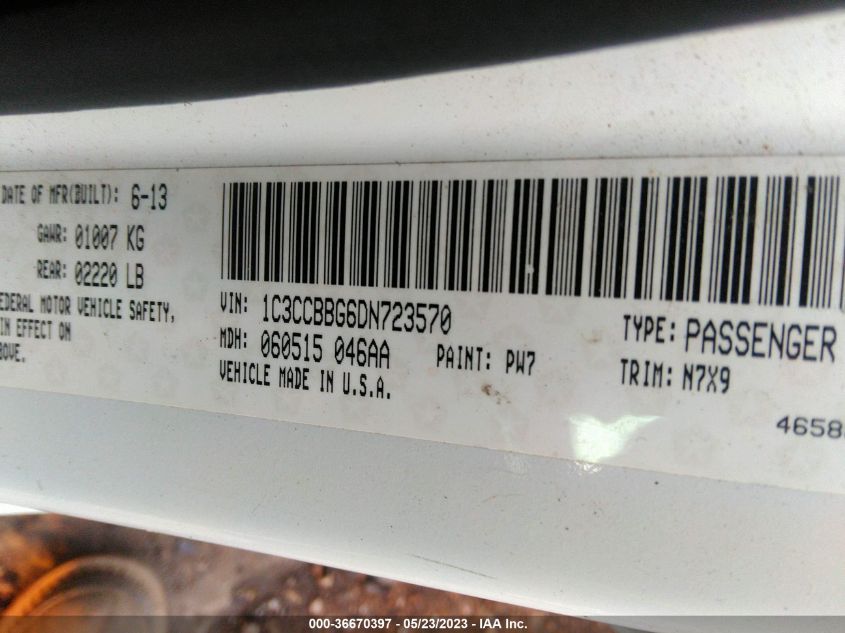 DATE OF MFR(BUILT): 6-13
GAWR: 01007 KG
REAR: 02220 LB
FEDERAL MOTOR VEHICLE SAFETY,
IN EFFECT ON
ABOVE.
VIN: 1C3CCBBG6DN723570
MDH: 060515 046AA
PAINT: PW7
VEHICLE MADE IN U.S.A.
TYPE: PASSENGER
TRIM: N7X9
4658
000-36670397 - 05/23/2023 - IAA Inc.